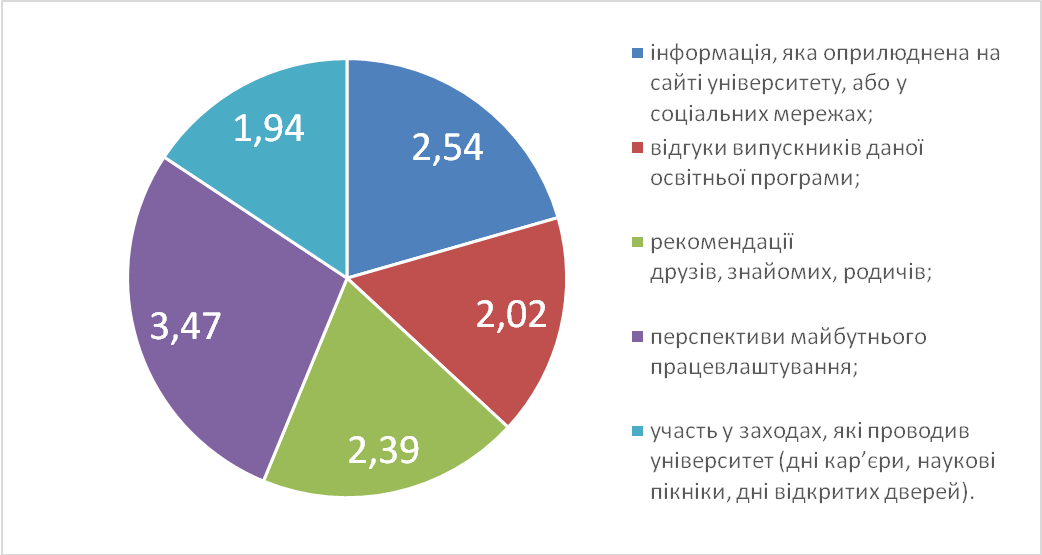 1,94
2,54
2,02
2,39
3,47
інформація, яка оприлюднена на
сайті університету, або у
соціальних мережах;
відгуки випускників даної
освітньої програми;
рекомендації
друзів, знайомих, родичів;
перспективи майбутнього
працевлаштування;
участь у заходах, які проводив
університет (дні кар’єри, наукові
пікніки, дні відкритих дверей).